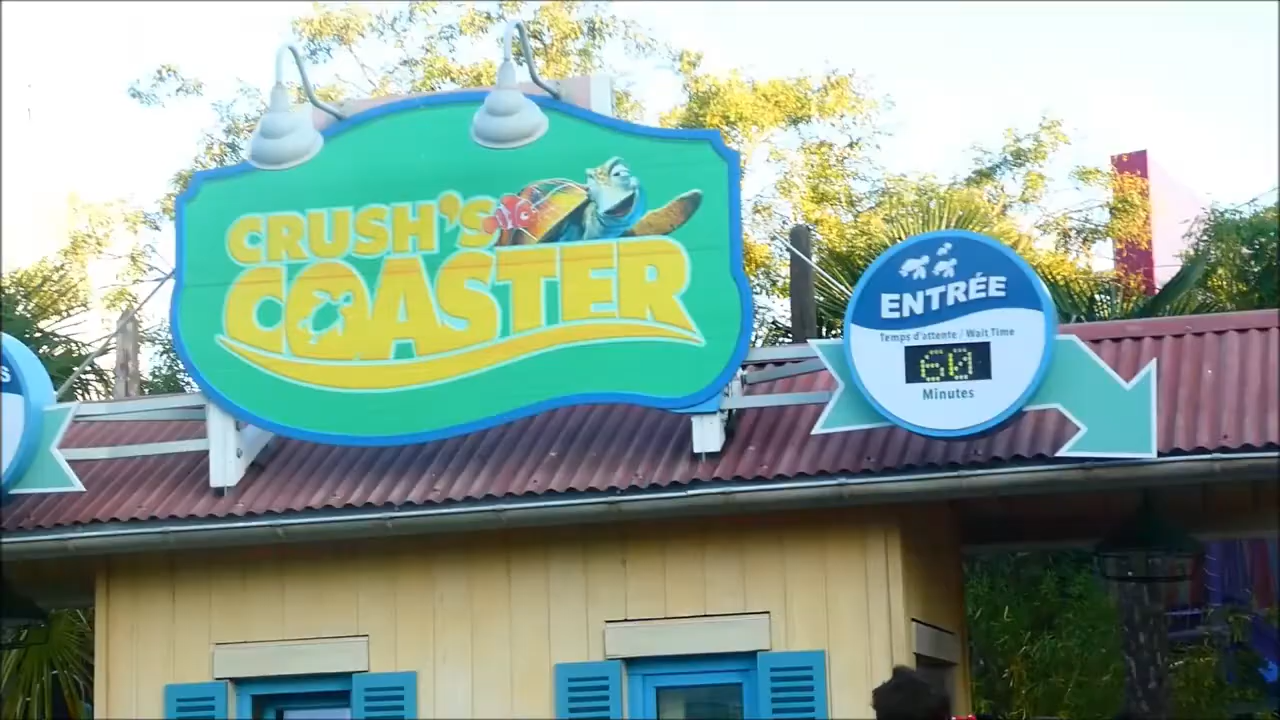 CRUSH'S
COASTER
ENTRÉE
Temps d'attente / Wait Time
60
Minutes